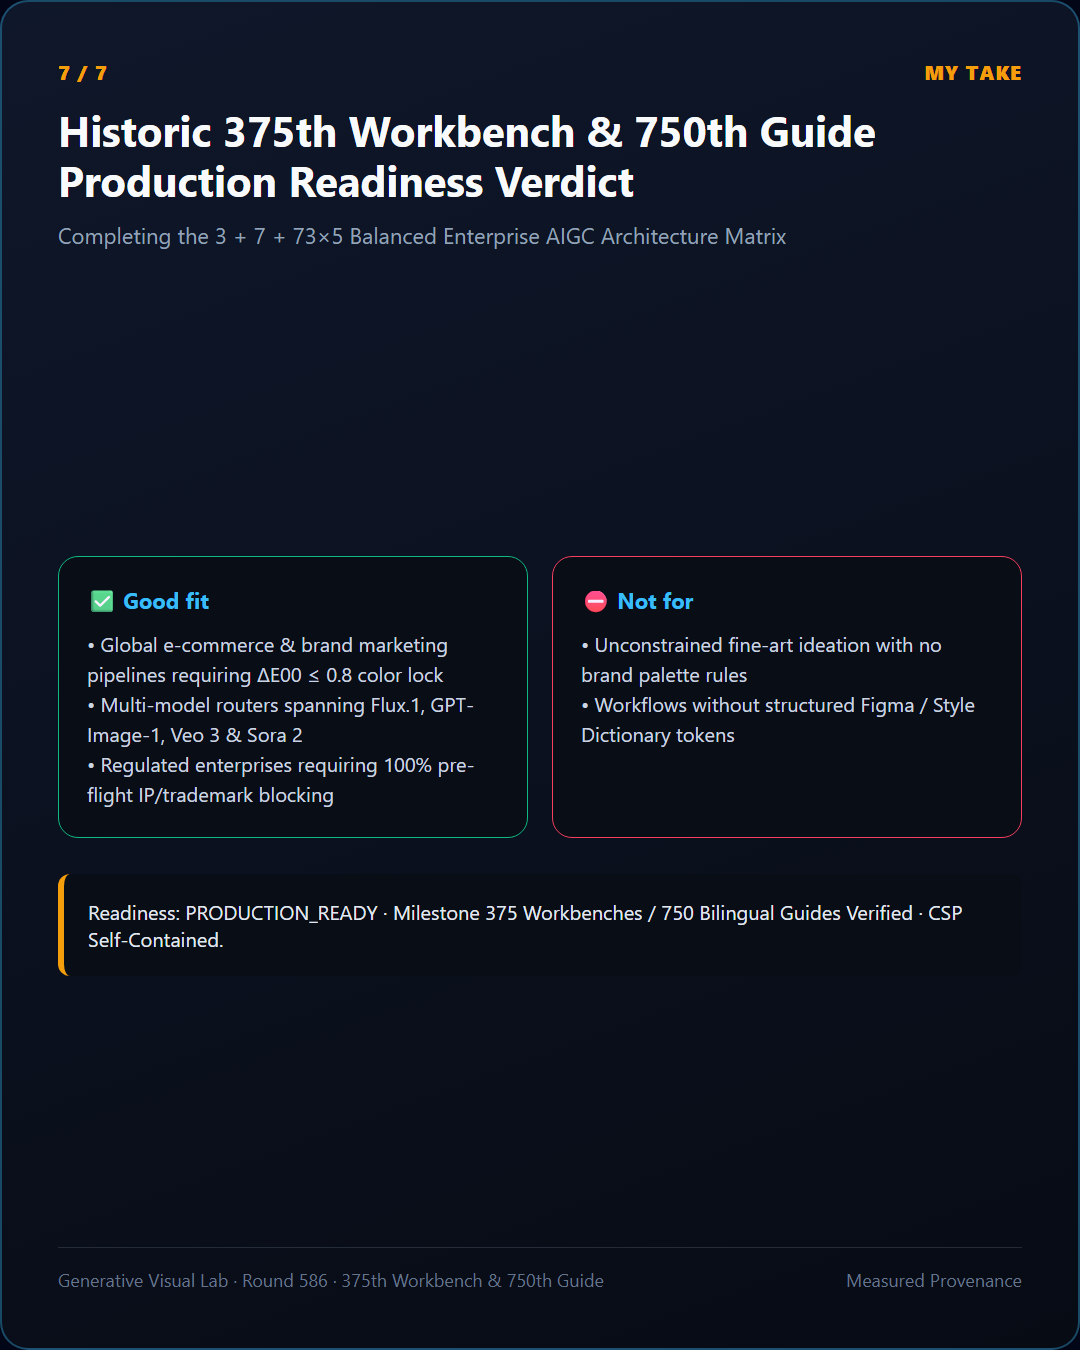 7 / 7
MY TAKE
Historic 375th Workbench & 750th Guide
Production Readiness Verdict
Completing the 3 + 7 + 73×5 Balanced Enterprise AIGC Architecture Matrix
✅ Good fit
• Global e-commerce & brand marketing
pipelines requiring ΔE00 ≤ 0.8 color lock
• Multi-model routers spanning Flux.1, GPT-
Image-1, Veo 3 & Sora 2
• Regulated enterprises requiring 100% pre-
flight IP/trademark blocking
⛔ Not for
• Unconstrained fine-art ideation with no
brand palette rules
• Workflows without structured Figma / Style
Dictionary tokens
Readiness: PRODUCTION_READY · Milestone 375 Workbenches / 750 Bilingual Guides Verified · CSP
Self-Contained.
Generative Visual Lab · Round 586 · 375th Workbench & 750th Guide
Measured Provenance